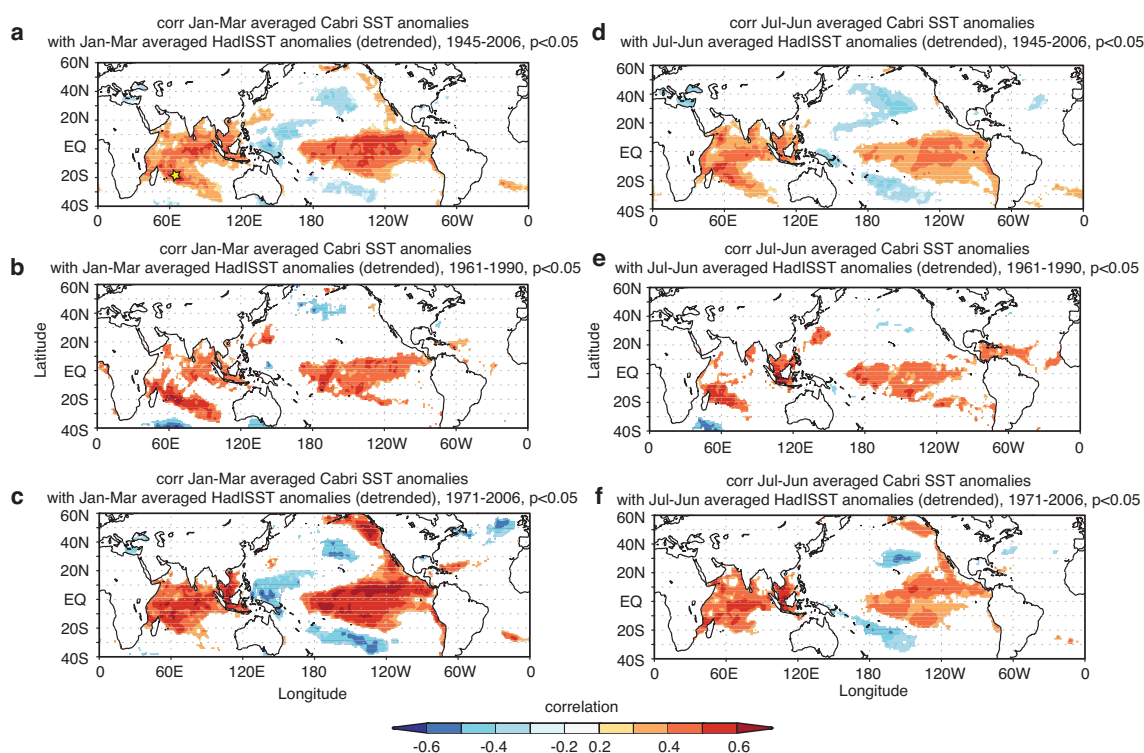 corr Jan-Mar averaged Cabri SST anomalies
a with Jan-Mar averaged HadISST anomalies (detrended), 1945-2006, p<0.05
60N
40N
20N
EQ
20S
40S
0 60E 120E 180 120W 60W 0
corr Jan-Mar averaged Cabri SST anomalies
b with Jan-Mar averaged HadISST anomalies (detrended), 1961-1990, p<0.05
60N
40N
20N
EQ
20S
40S
Latitude
0 60E 120E 180 120W 60W 0
corr Jan-Mar averaged Cabri SST anomalies
c with Jan-Mar averaged HadISST anomalies (detrended), 1971-2006, p<0.05
60N
40N
20N
EQ
20S
40S
0 60E 120E 180 120W 60W 0
Longitude
corr Jul-Jun averaged Cabri SST anomalies
d with Jul-Jun averaged HadISST anomalies (detrended), 1945-2006, p<0.05
60N
40N
20N
EQ
20S
40S
0 60E 120E 180 120W 60W 0
corr Jul-Jun averaged Cabri SST anomalies
e with Jul-Jun averaged HadISST anomalies (detrended), 1961-1990, p<0.05
60N
40N
20N
EQ
20S
40S
Latitude
0 60E 120E 180 120W 60W 0
corr Jul-Jun averaged Cabri SST anomalies
f with Jul-Jun averaged HadISST anomalies (detrended), 1971-2006, p<0.05
60N
40N
20N
EQ
20S
40S
0 60E 120E 180 120W 60W 0
Longitude
correlation
-0.6 -0.4 -0.2 0.2 0.4 0.6